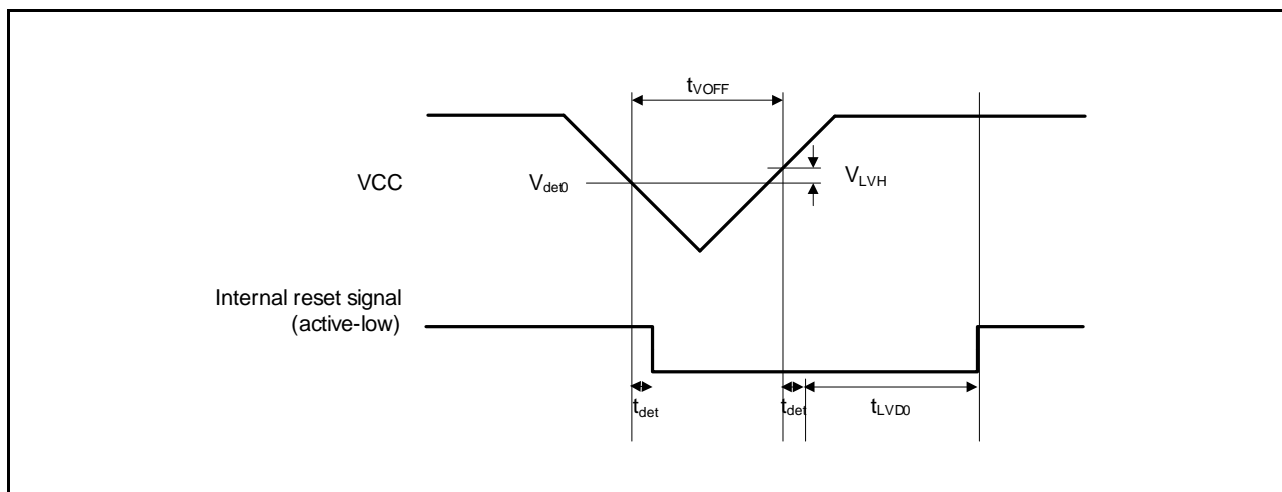 tVOFF
VCC
Vdet0
VLVH
Internal reset signal
(active-low)
tdet
tdet
tLVD0